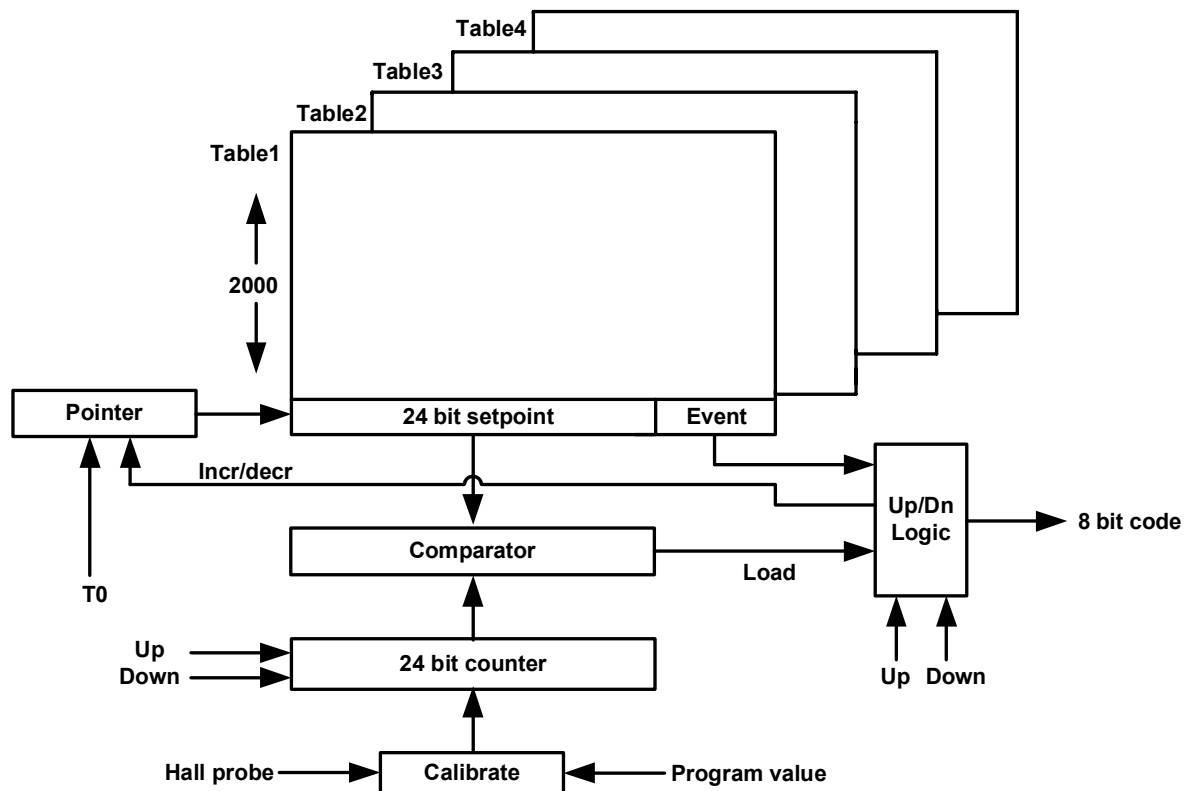 Table4
Table3
Table2
Table1
2000
Pointer
24 bit setpoint
Event
Incr/decr
Up/Dn
Logic
8 bit code
Comparator
Load
T0
Up
Down
24 bit counter
Up
Down
Hall probe
Calibrate
Program value